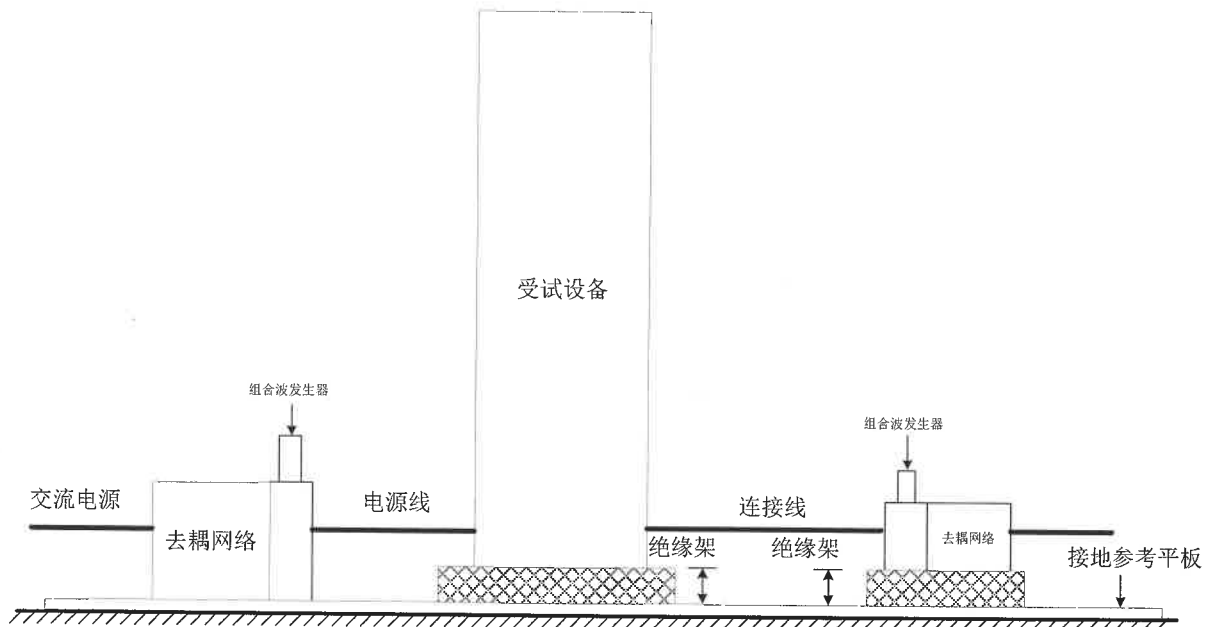 受试设备
组合波发生器
组合波发生器
交流电源
电源线
连接线
去耦网络
去耦网络
绝缘架
绝缘架
接地参考平板